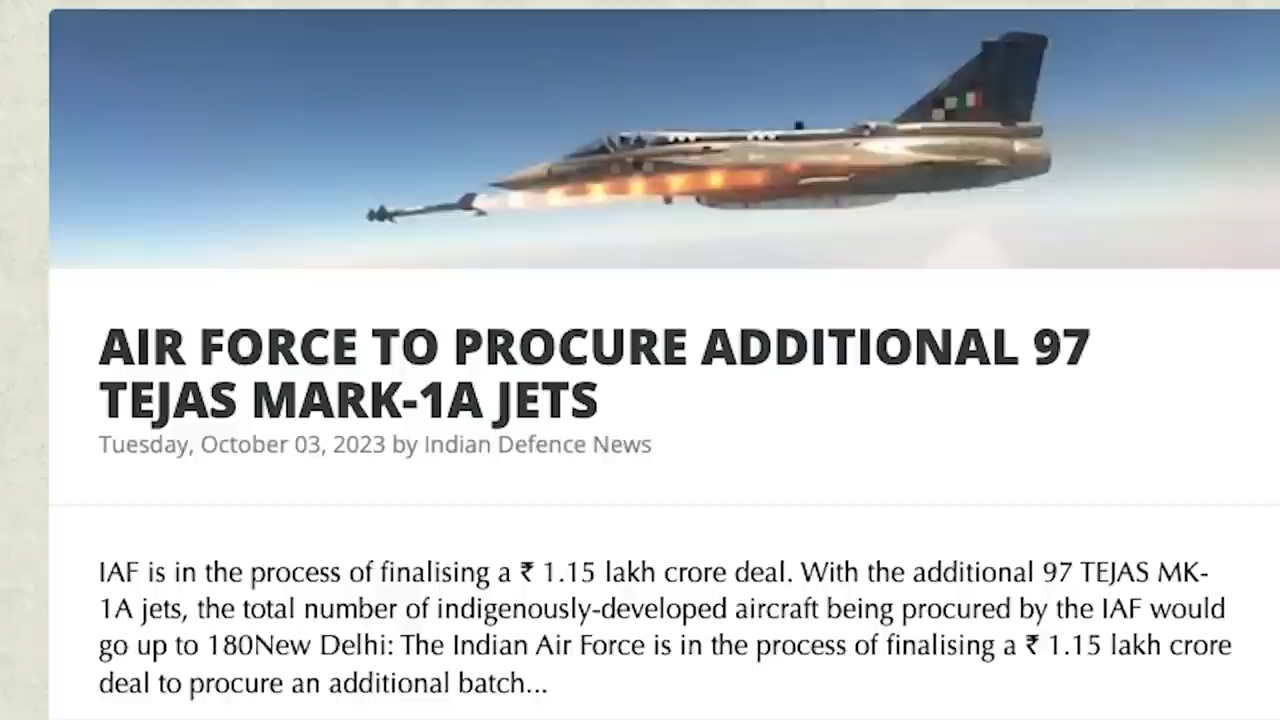 AIR FORCE TO PROCURE ADDITIONAL 97
TEJAS MARK-1A JETS
Tuesday, October 03, 2023 by Indian Defence News
IAF is in the process of finalising a ₹ 1.15 lakh crore deal. With the additional 97 TEJAS MK-
1A jets, the total number of indigenously-developed aircraft being procured by the IAF would
go up to 180New Delhi: The Indian Air Force is in the process of finalising a ₹ 1.15 lakh crore
deal to procure an additional batch...